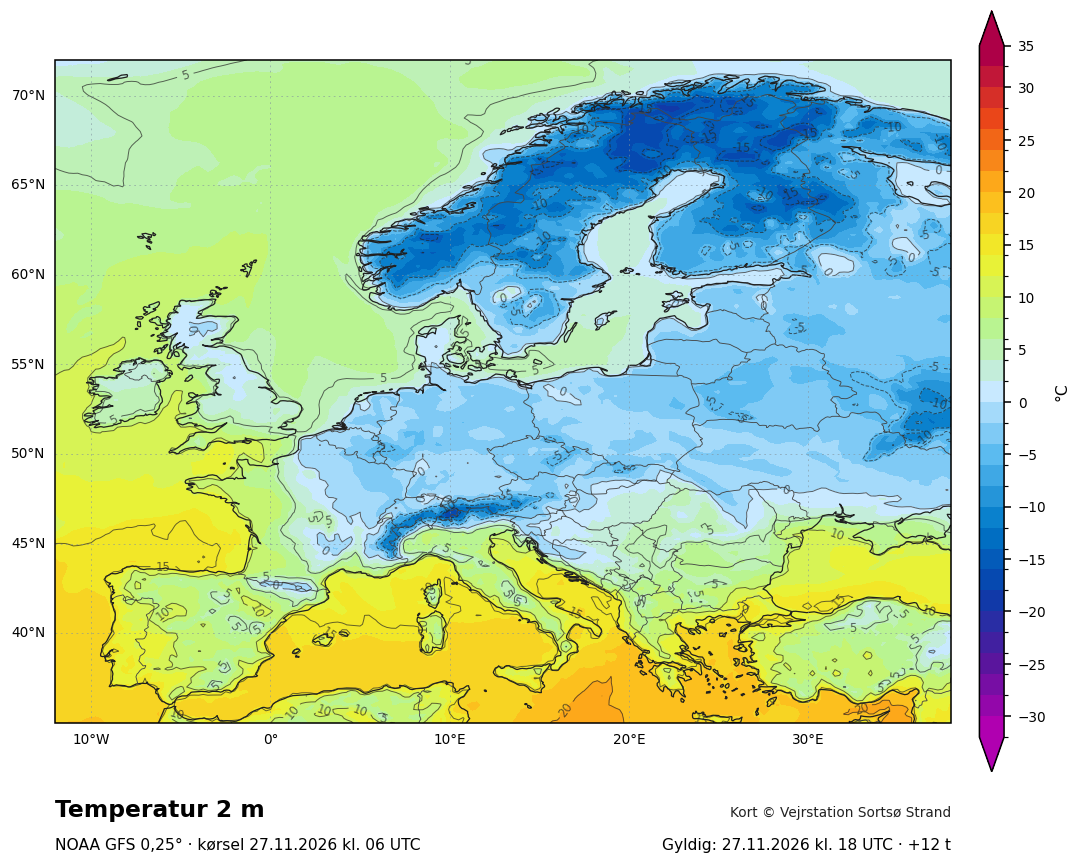 70°N
65°N
60°N
55°N
50°N
45°N
40°N
10°W 0° 10°E 20°E 30°E
35
30
25
20
15
10
5
0
−5
−10
−15
−20
−25
−30
°C
Temperatur 2 m
Kort © Vejrstation Sortsø Strand
NOAA GFS 0,25° · kørsel 27.11.2026 kl. 06 UTC
Gyldig: 27.11.2026 kl. 18 UTC · +12 t